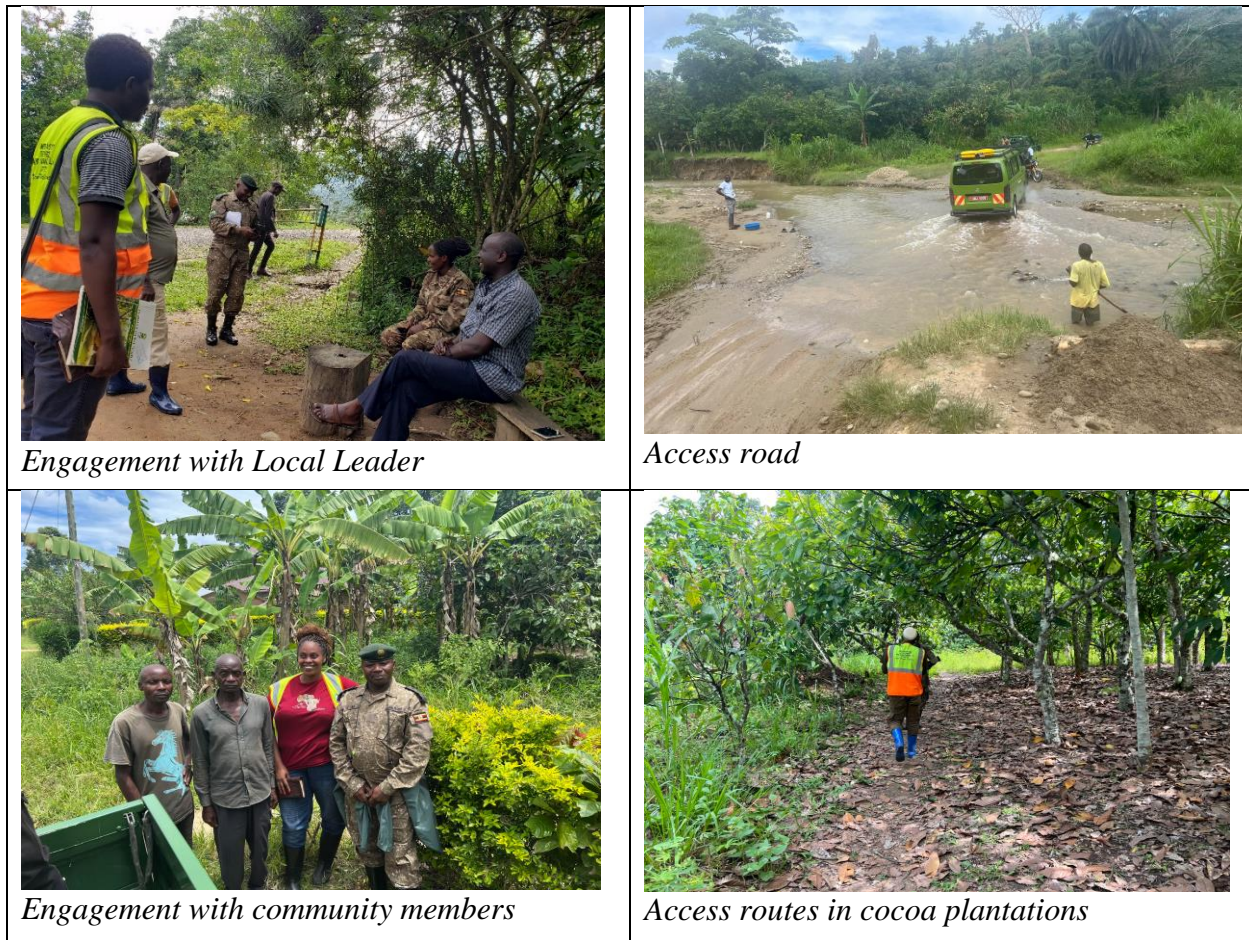 Engagement with Local Leader
Access road
Engagement with community members
Access routes in cocoa plantations